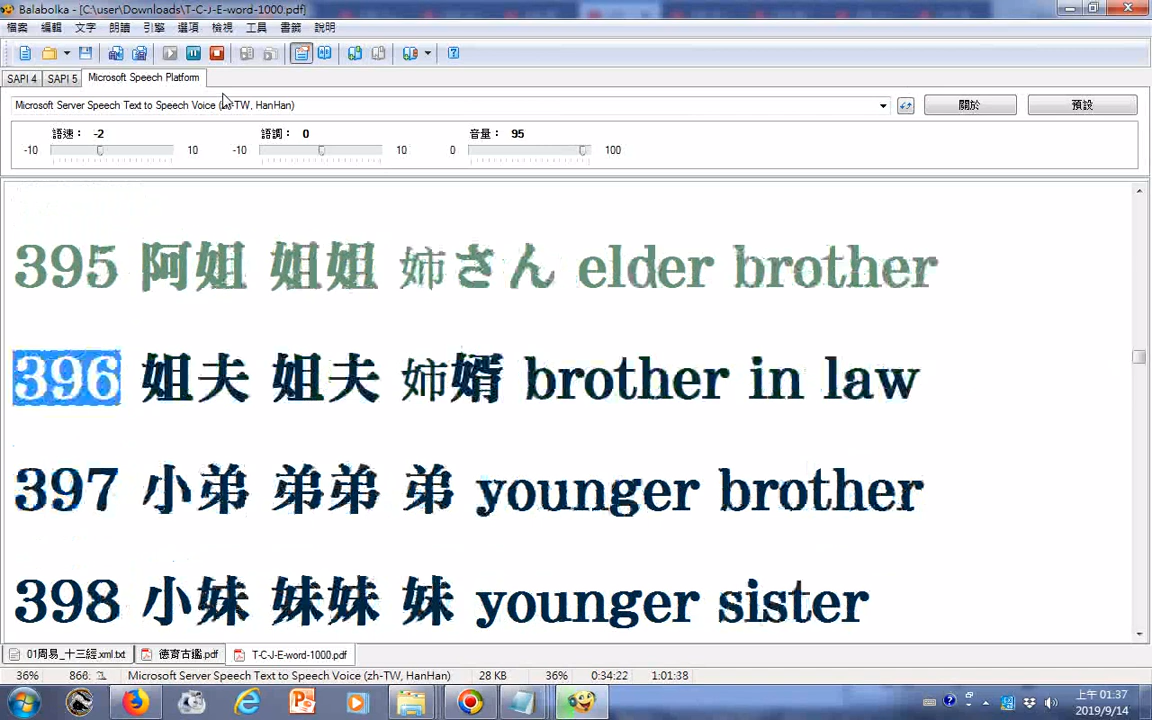 Balabolka - [C:\user\Downloads\T-C-J-E-word-1000.pdf]
檔案 編輯 文字 朗讀 引擎 選項 檢視 工具 書籤 說明
SAPI 4 SAPI 5 Microsoft Speech Platform
Microsoft Server Speech Text to Speech Voice (zh-TW, HanHan) 關於 預設
語速： -2 語調： 0 音量： 95
-10 10 -10 10 0 100
395 阿姐 姐姐 姉さん elder brother
396 姐夫 姐夫 姉婿 brother in law
397 小弟 弟弟 弟 younger brother
398 小妹 妹妹 妹 younger sister
01周易_十三經.xml.txt 德育古鑑.pdf T-C-J-E-word-1000.pdf
36% Microsoft Server Speech Text to Speech Voice (zh-TW, HanHan) 28 KB 36% 0:34:22 1:01:38
上午 01:37
2019/9/14